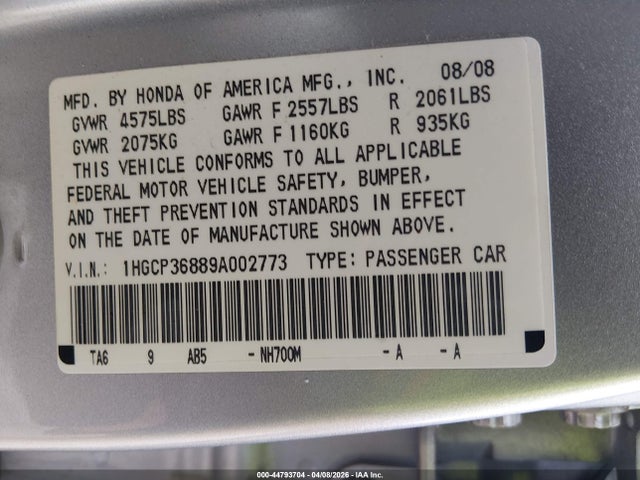 MFD. BY HONDA OF AMERICA MFG., INC. 08/08
GVWR 4575LBS GAWR F 2557LBS R 2061LBS
GVWR 2075KG GAWR F 1160KG R 935KG
THIS VEHICLE CONFORMS TO ALL APPLICABLE
FEDERAL MOTOR VEHICLE SAFETY, BUMPER,
AND THEFT PREVENTION STANDARDS IN EFFECT
ON THE DATE OF MANUFACTURE SHOWN ABOVE.
V.I.N.: 1HGCP36889A002773 TYPE: PASSENGER CAR
TA6 9 AB5 - NH700M - A - A
000-44793704 - 04/08/2026 - IAA Inc.